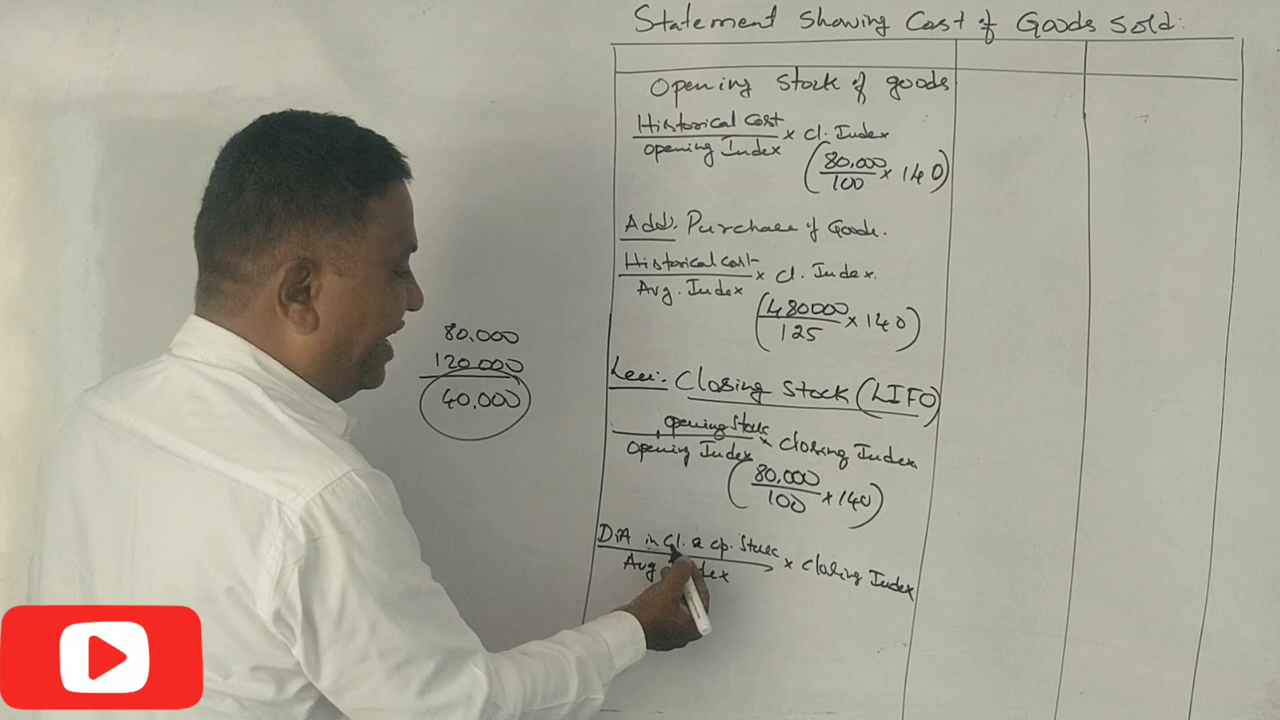 Statement Showing Cost of Goods Sold:
Opening Stock of goods
Historical Cost
Opening Index
× Cl. Index
(80,000
100
× 140)
Add: Purchase of Goods.
Historical cost
Avg. Index
× Cl. Index.
(480000
125
× 140)
80,000
120,000
40,000
Less: Closing Stock (LIFO)
Opening Stock
Opening Index
× Closing Index
(80,000
100
× 140)
in Cl. & Op. Stock
Avg
× Closing Index